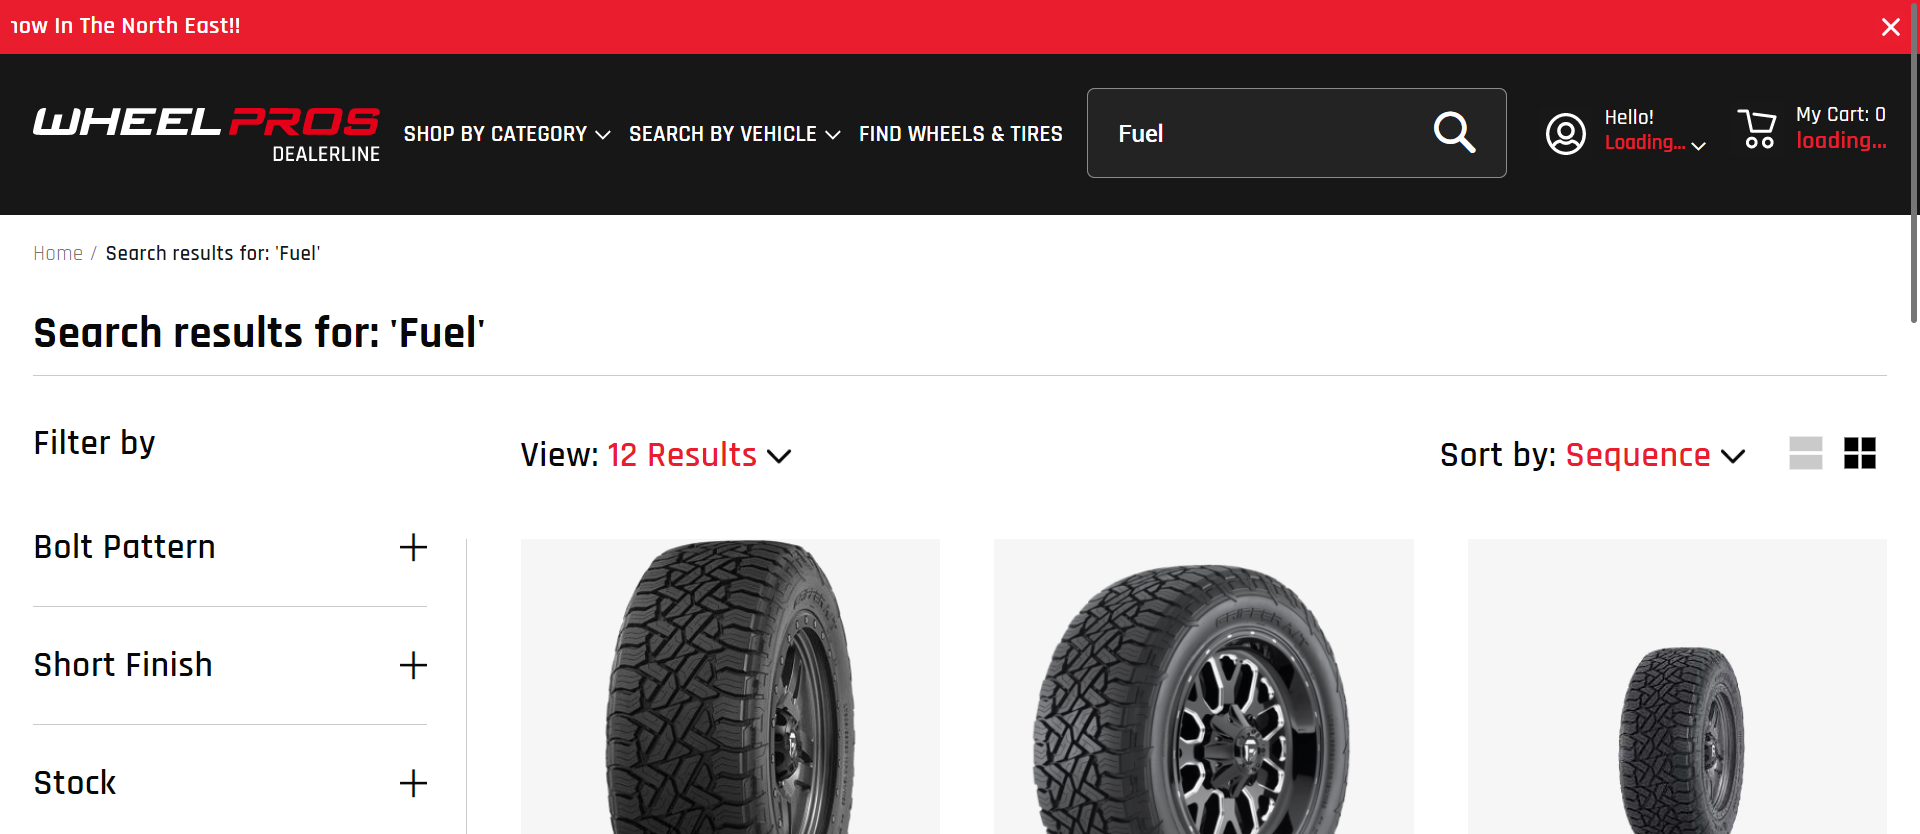 In The North East!!
WHEEL PROS
DEALERLINE
SHOP BY CATEGORY
SEARCH BY VEHICLE
FIND WHEELS & TIRES
Fuel
Hello!
Loading...
My Cart: 0
loading...
Home / Search results for: 'Fuel'
Search results for: 'Fuel'
Filter by
View: 12 Results
Sort by: Sequence
Bolt Pattern
Short Finish
Stock
GRIPPER A/T